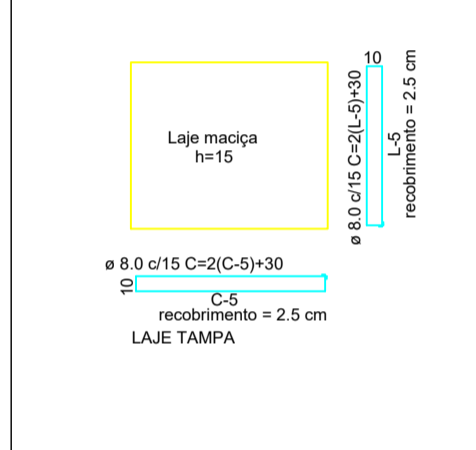 10
Laje maciça
h=15
ø 8.0 c/15 C=2(L-5)+30
L-5
recobrimento = 2.5 cm
ø 8.0 c/15 C=2(C-5)+30
10
C-5
recobrimento = 2.5 cm
LAJE TAMPA